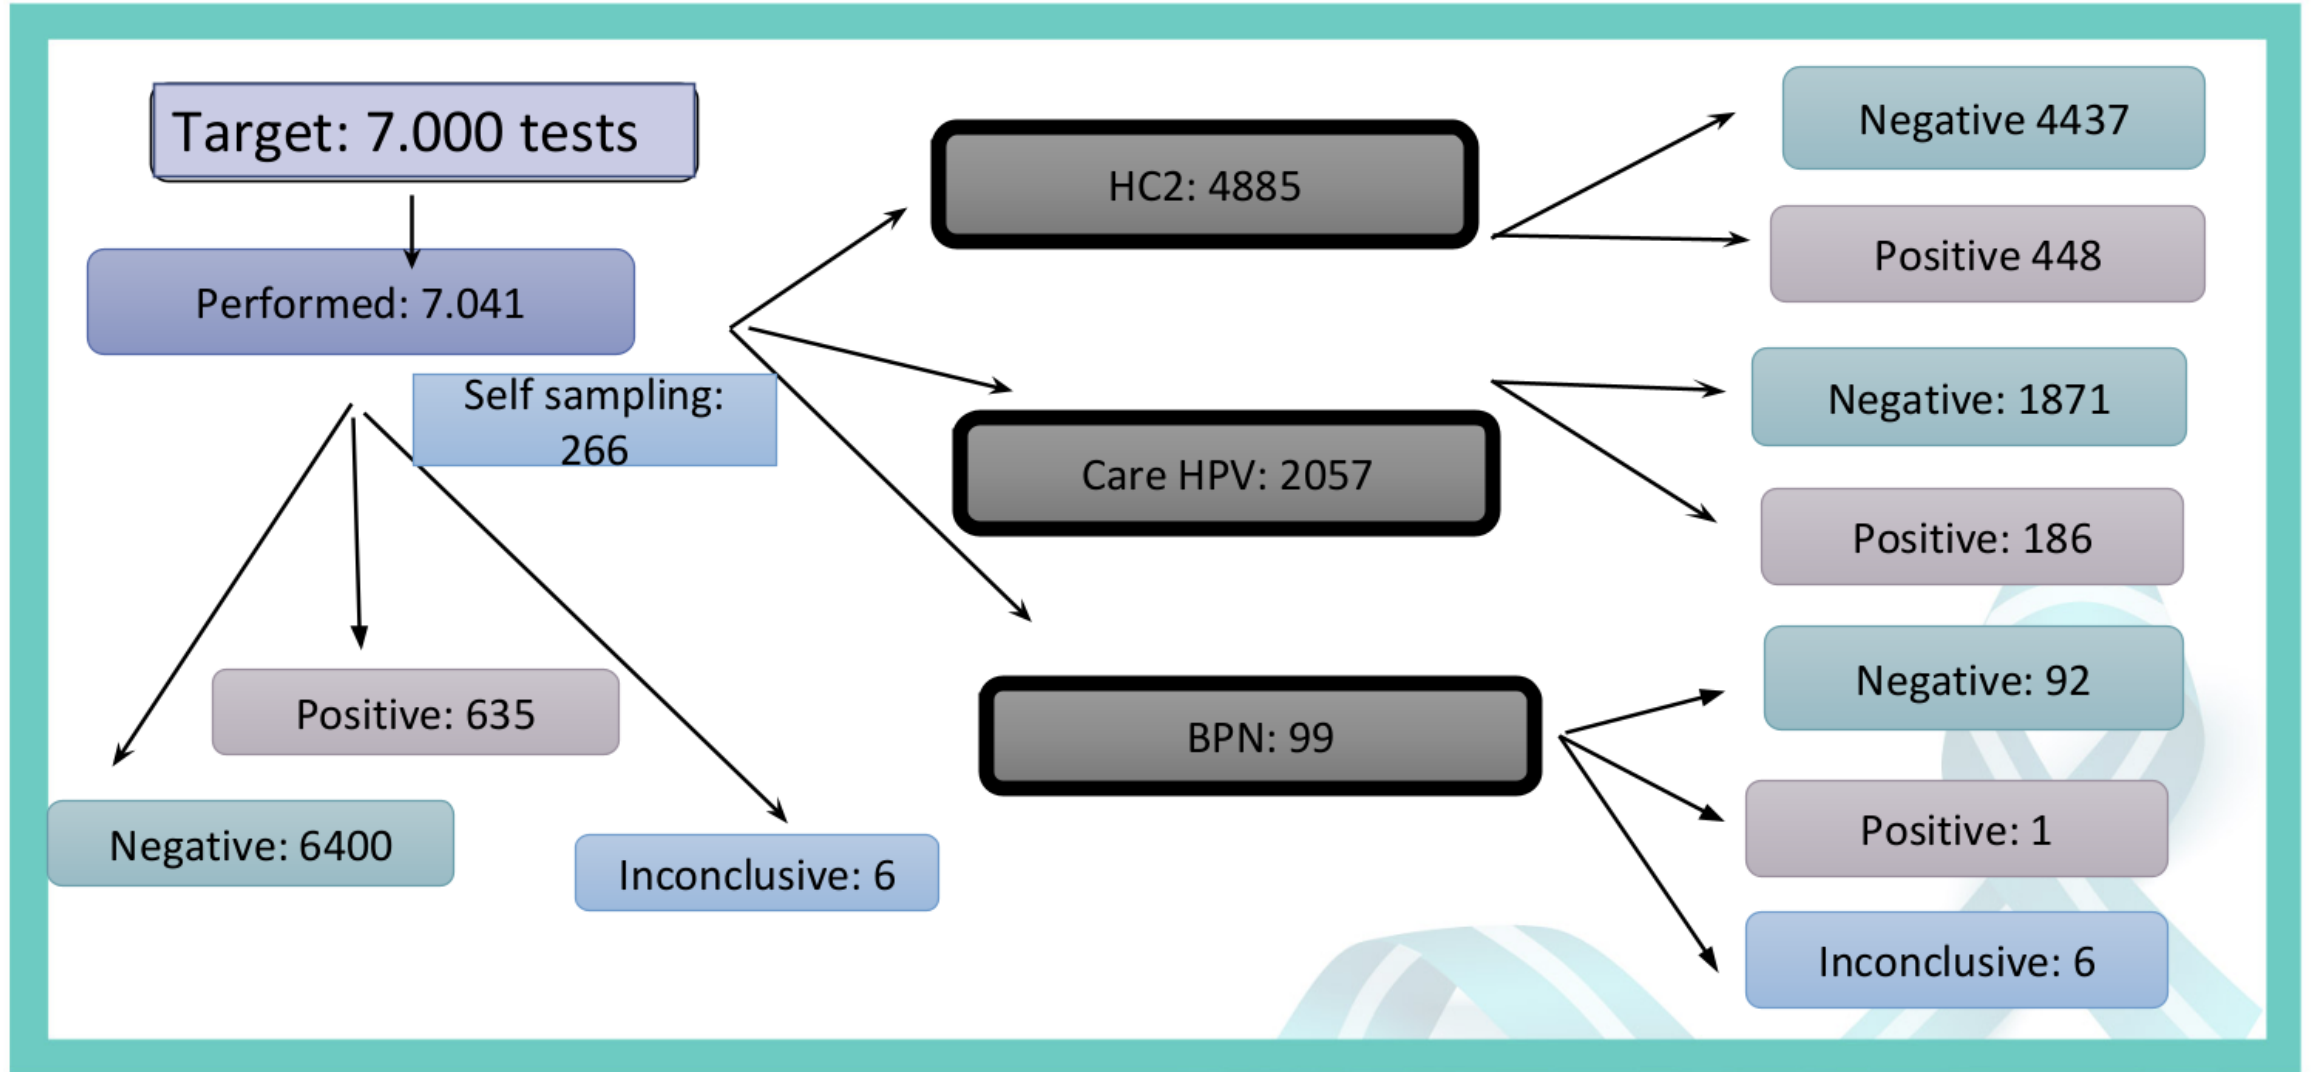 Target: 7.000 tests
Performed: 7.041
Self sampling:
266
Positive: 635
Negative: 6400
Inconclusive: 6
HC2: 4885
Negative 4437
Positive 448
Care HPV: 2057
Negative: 1871
Positive: 186
BPN: 99
Negative: 92
Positive: 1
Inconclusive: 6